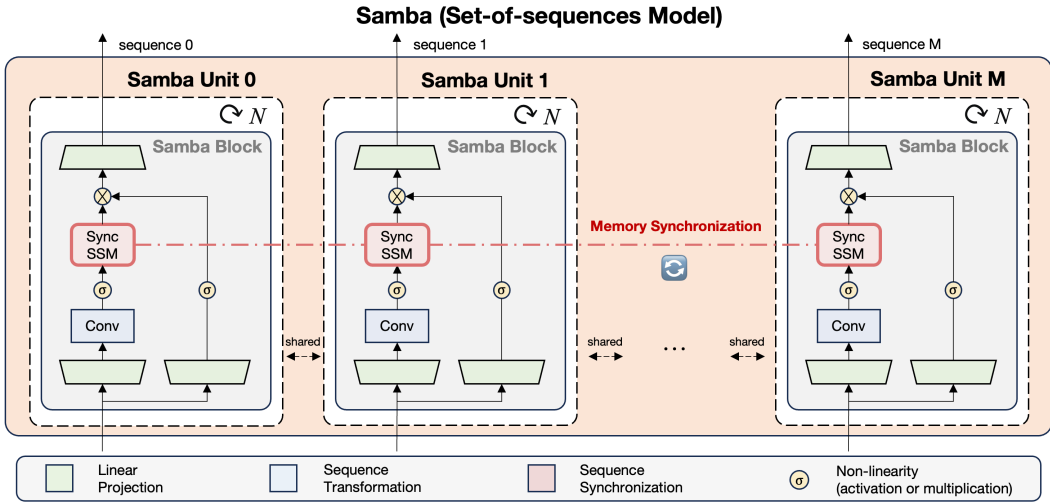 Samba (Set-of-sequences Model)
sequence 0
sequence 1
sequence M
Samba Unit 0
Samba Unit 1
Samba Unit M
N
N
N
Samba Block
Samba Block
Samba Block
Sync
SSM
Sync
SSM
Memory Synchronization
Sync
SSM
σ
σ
σ
σ
σ
σ
Conv
Conv
Conv
shared
shared
...
shared
Linear
Projection
Sequence
Transformation
Sequence
Synchronization
σ
Non-linearity
(activation or multiplication)